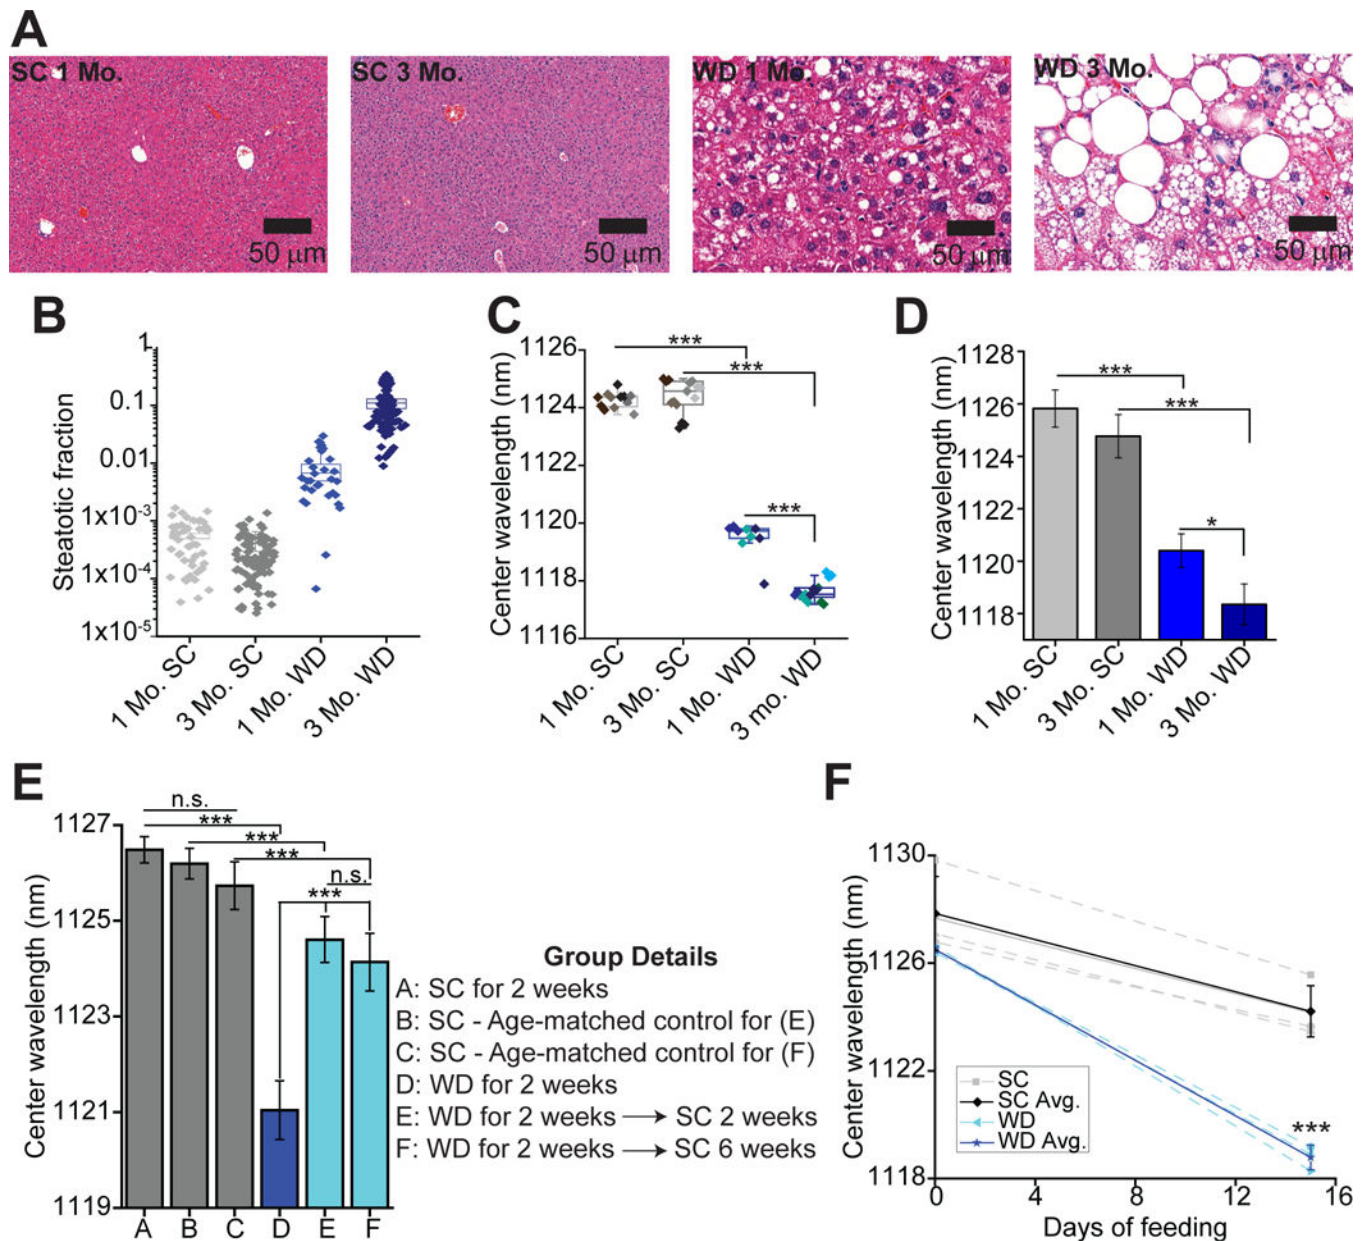 A
SC 1 Mo.
SC 3 Mo.
WD 1 Mo.
WD 3 Mo.
50 μm
50 μm
50 μm
50 μm
B
Steatotic fraction
1
0.1
0.01
1x10⁻³
1x10⁻⁴
1x10⁻⁵
1 Mo. SC
3 Mo. SC
1 Mo. WD
3 Mo. WD
C
Center wavelength (nm)
1126
1124
1122
1120
1118
1116
***
***
***
1 Mo. SC
3 Mo. SC
1 Mo. WD
3 mo. WD
D
Center wavelength (nm)
1128
1126
1124
1122
1120
1118
***
***
*
1 Mo. SC
3 Mo. SC
1 Mo. WD
3 Mo. WD
E
Center wavelength (nm)
1127
1125
1123
1121
1119
n.s.
***
***
***
n.s.
***
A B C D E F
Group Details
A: SC for 2 weeks
B: SC - Age-matched control for (E)
C: SC - Age-matched control for (F)
D: WD for 2 weeks
E: WD for 2 weeks → SC 2 weeks
F: WD for 2 weeks → SC 6 weeks
F
Center wavelength (nm)
1130
1126
1122
1118
SC
SC Avg.
WD
WD Avg.
***
0 4 8 12 16
Days of feeding